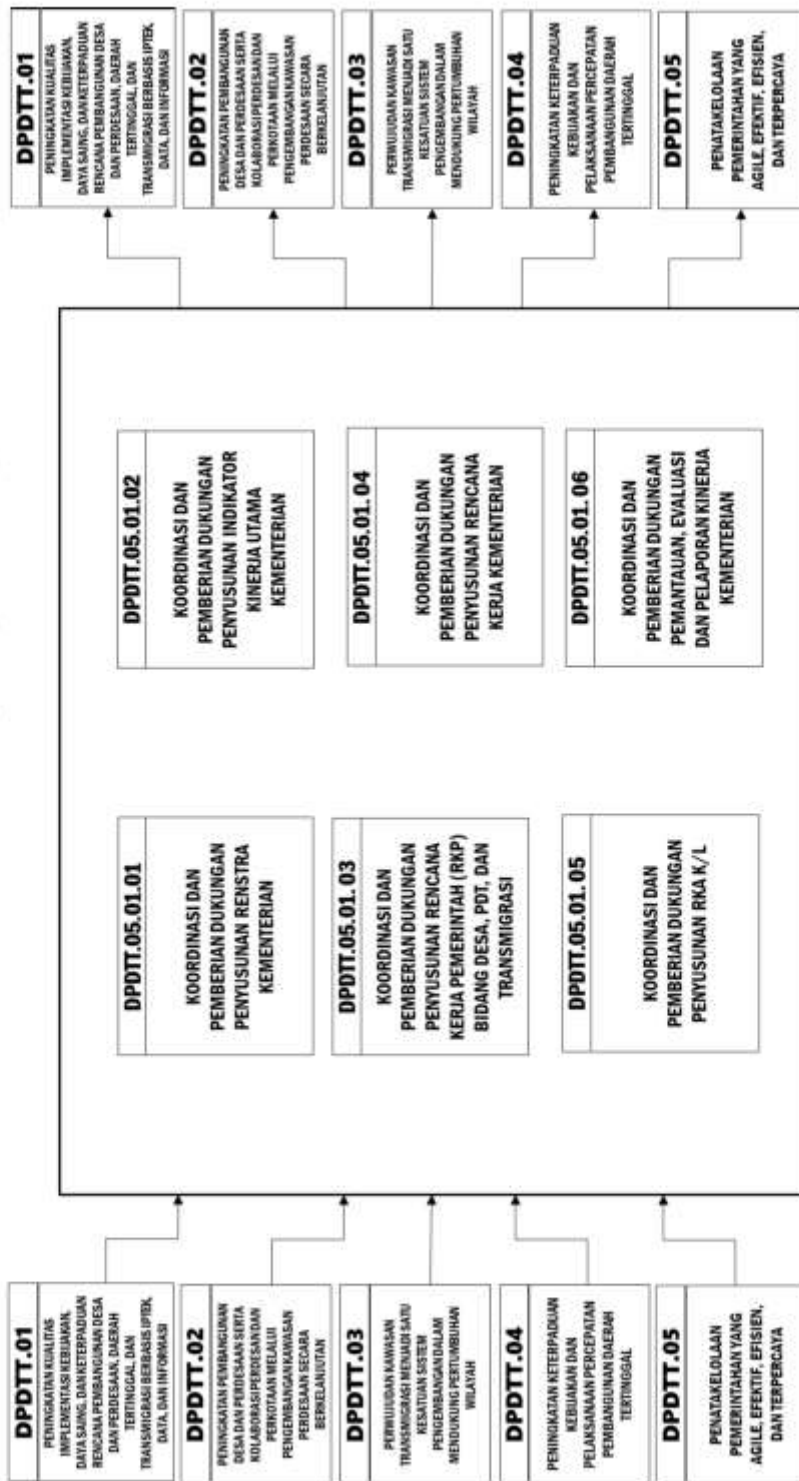 DPDTT.01
PENINGKATAN KUALITAS
IMPLEMENTASI KEBIJAKAN,
DAYA SAING, DAN KETERPADUAN
RENCANA PEMBANGUNAN DESA
DAN PERDESAAN, DAERAH
TERTINGGAL, DAN
TRANSMIGRASI BERBASIS IPTEK,
DATA, DAN INFORMASI
DPDTT.02
PENINGKATAN PEMBANGUNAN
DESA DAN PERDESAAN SERTA
KOLABORASI PERDESAAN DAN
PERKOTAAN MELALUI
PENGEMBANGAN KAWASAN
PERDESAAN SECARA
BERKELANJUTAN
DPDTT.03
PERWUJUDAN KAWASAN
TRANSMIGRASI MENJADI SATU
KESATUAN SISTEM
PENGEMBANGAN DALAM
MENDUKUNG PERTUMBUHAN
WILAYAH
DPDTT.04
PENINGKATAN KETERPADUAN
KEBIJAKAN DAN
PELAKSANAAN PERCEPATAN
PEMBANGUNAN DAERAH
TERTINGGAL
DPDTT.05
PENATAKELOLAAN
PEMERINTAHAN YANG
AGILE, EFEKTIF, EFISIEN,
DAN TERPERCAYA
DPDTT.05.01.01
KOORDINASI DAN
PEMBERIAN DUKUNGAN
PENYUSUNAN RENSTRA
KEMENTERIAN
DPDTT.05.01.02
KOORDINASI DAN
PEMBERIAN DUKUNGAN
PENYUSUNAN INDIKATOR
KINERJA UTAMA
KEMENTERIAN
DPDTT.05.01. 03
KOORDINASI DAN
PEMBERIAN DUKUNGAN
PENYUSUNAN RENCANA
KERJA PEMERINTAH (RKP)
BIDANG DESA, PDT, DAN
TRANSMIGRASI
DPDTT.05.01. 04
KOORDINASI DAN
PEMBERIAN DUKUNGAN
PENYUSUNAN RENCANA
KERJA KEMENTERIAN
DPDTT.05.01. 05
KOORDINASI DAN
PEMBERIAN DUKUNGAN
PENYUSUNAN RKA K/L
DPDTT.05.01. 06
KOORDINASI DAN
PEMBERIAN DUKUNGAN
PEMANTAUAN, EVALUASI
DAN PELAPORAN KINERJA
KEMENTERIAN
DPDTT.01
PENINGKATAN KUALITAS
IMPLEMENTASI KEBIJAKAN,
DAYA SAING, DAN KETERPADUAN
RENCANA PEMBANGUNAN DESA
DAN PERDESAAN, DAERAH
TERTINGGAL, DAN
TRANSMIGRASI BERBASIS IPTEK,
DATA, DAN INFORMASI
DPDTT.02
PENINGKATAN PEMBANGUNAN
DESA DAN PERDESAAN SERTA
KOLABORASI PERDESAAN DAN
PERKOTAAN MELALUI
PENGEMBANGAN KAWASAN
PERDESAAN SECARA
BERKELANJUTAN
DPDTT.03
PERWUJUDAN KAWASAN
TRANSMIGRASI MENJADI SATU
KESATUAN SISTEM
PENGEMBANGAN DALAM
MENDUKUNG PERTUMBUHAN
WILAYAH
DPDTT.04
PENINGKATAN KETERPADUAN
KEBIJAKAN DAN
PELAKSANAAN PERCEPATAN
PEMBANGUNAN DAERAH
TERTINGGAL
DPDTT.05
PENATAKELOLAAN
PEMERINTAHAN YANG
AGILE, EFEKTIF, EFISIEN,
DAN TERPERCAYA